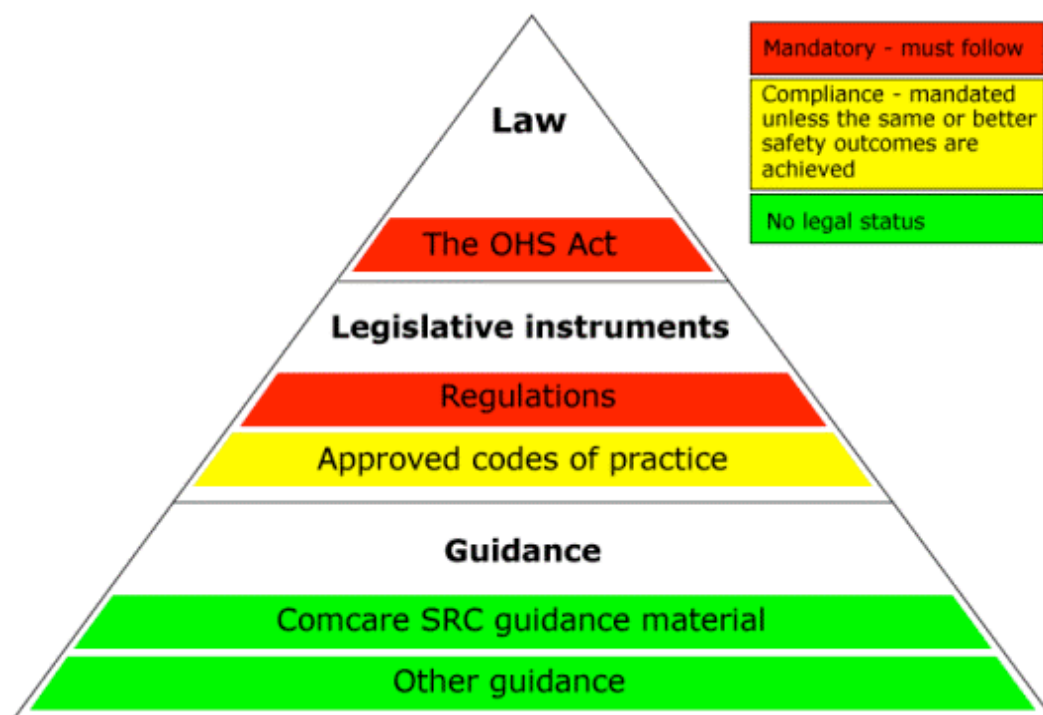 Law
The OHS Act
Legislative instruments
Regulations
Approved codes of practice
Guidance
Comcare SRC guidance material
Other guidance
Mandatory - must follow
Compliance - mandated
unless the same or better
safety outcomes are
achieved
No legal status